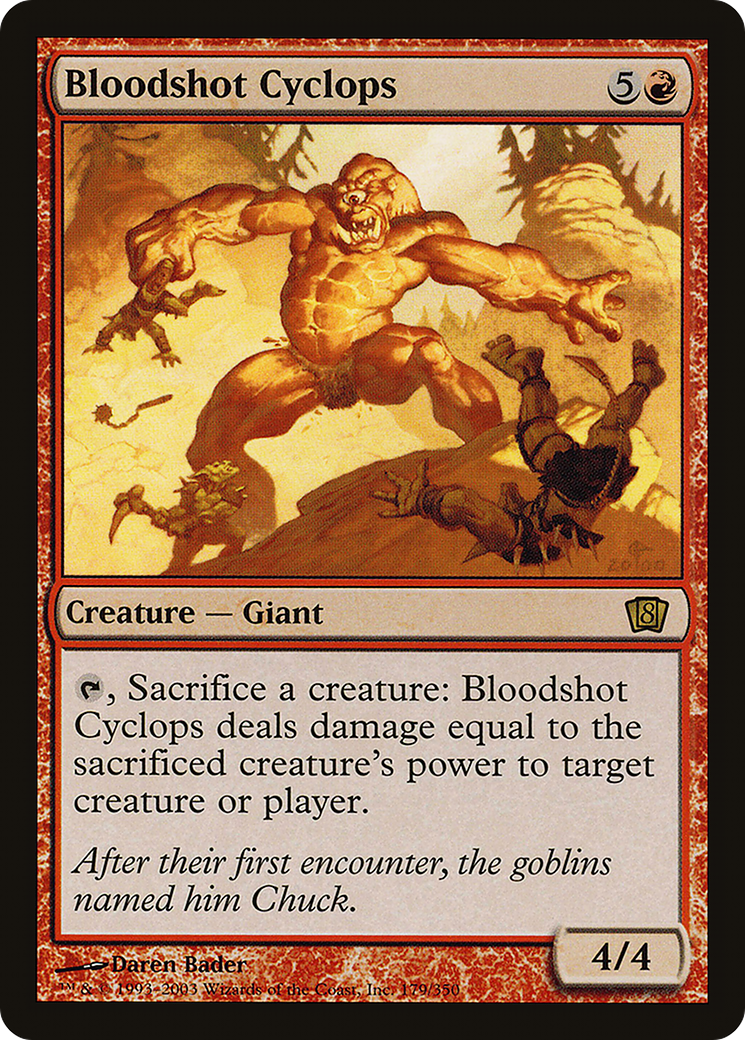 Bloodshot Cyclops 5
20 00
Creature — Giant 8
, Sacrifice a creature: Bloodshot
Cyclops deals damage equal to the
sacrificed creature's power to target
creature or player.
After their first encounter, the goblins
named him Chuck.
4/4
Daren Bader
™ & © 1993–2003 Wizards of the Coast, Inc. 179/350